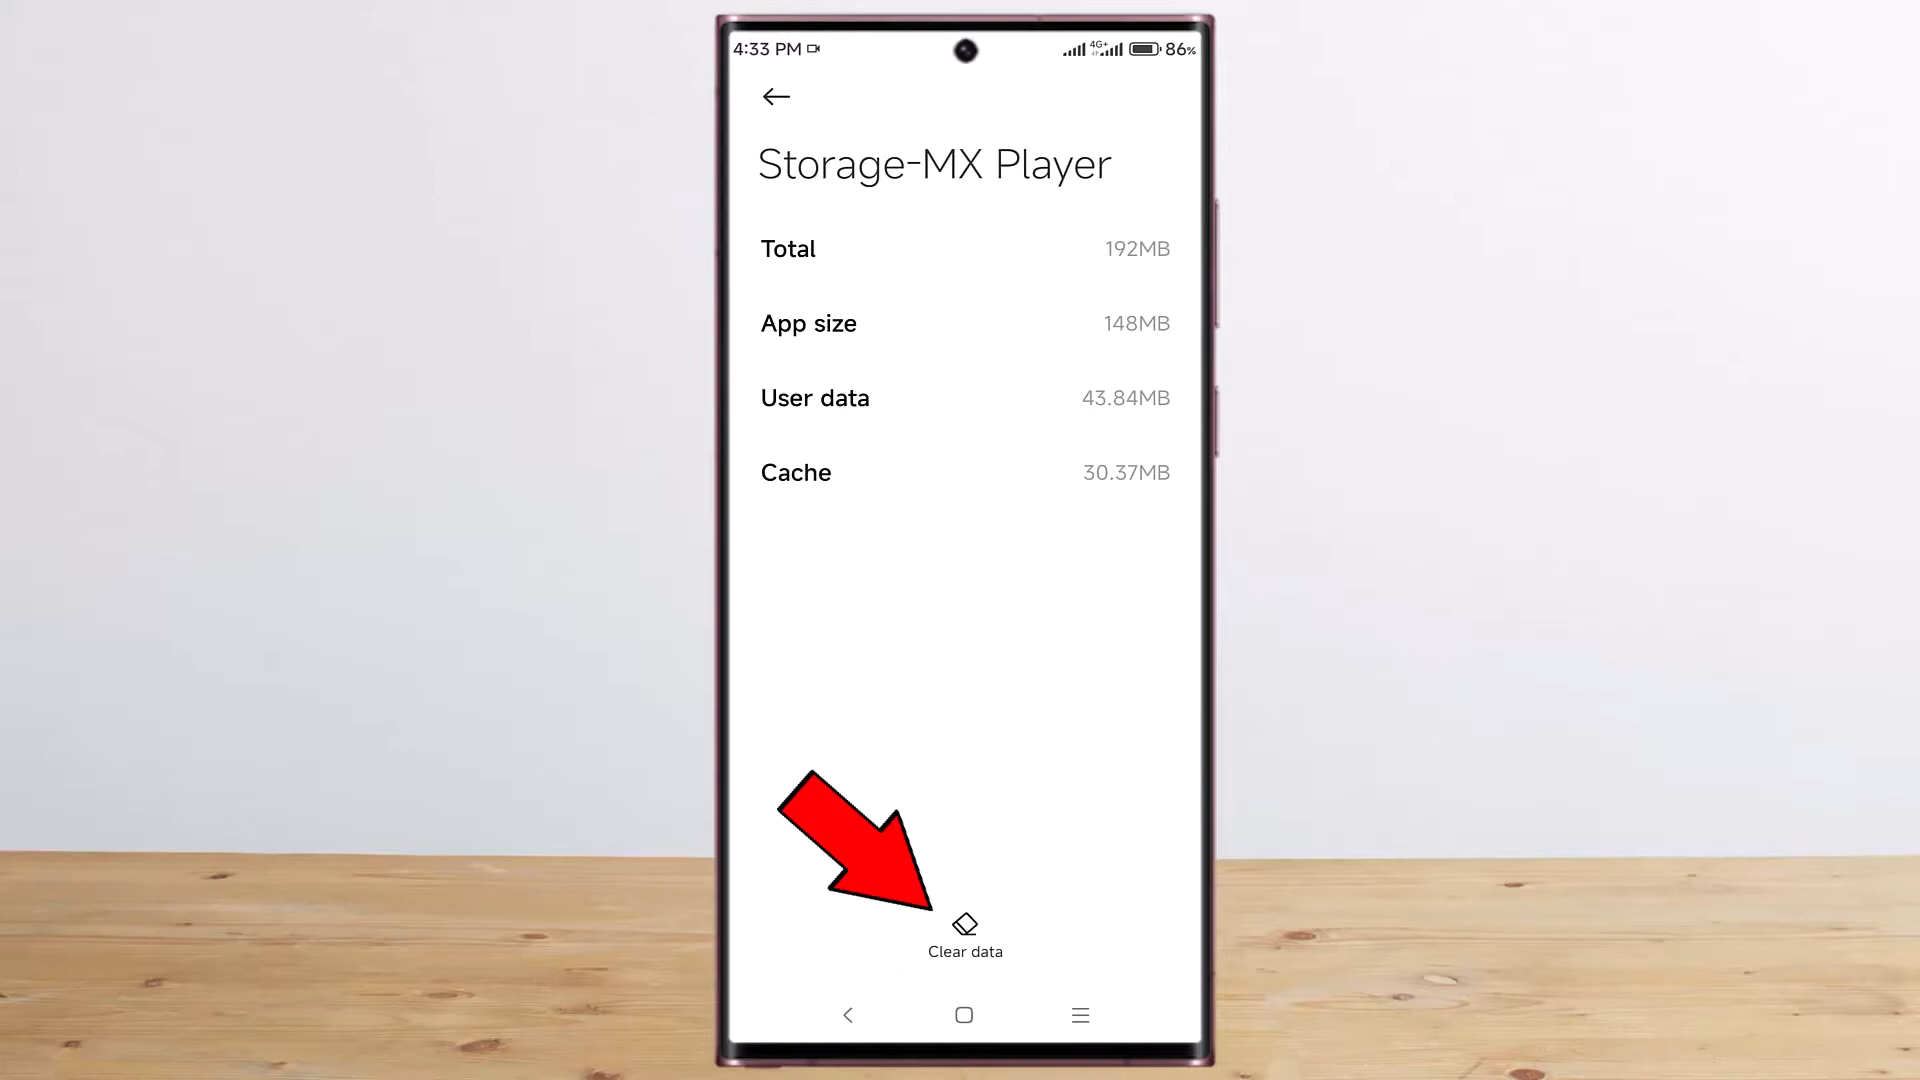 4:33 PM 4G+ 86%
Storage-MX Player
Total 192MB
App size 148MB
User data 43.84MB
Cache 30.37MB
Clear data